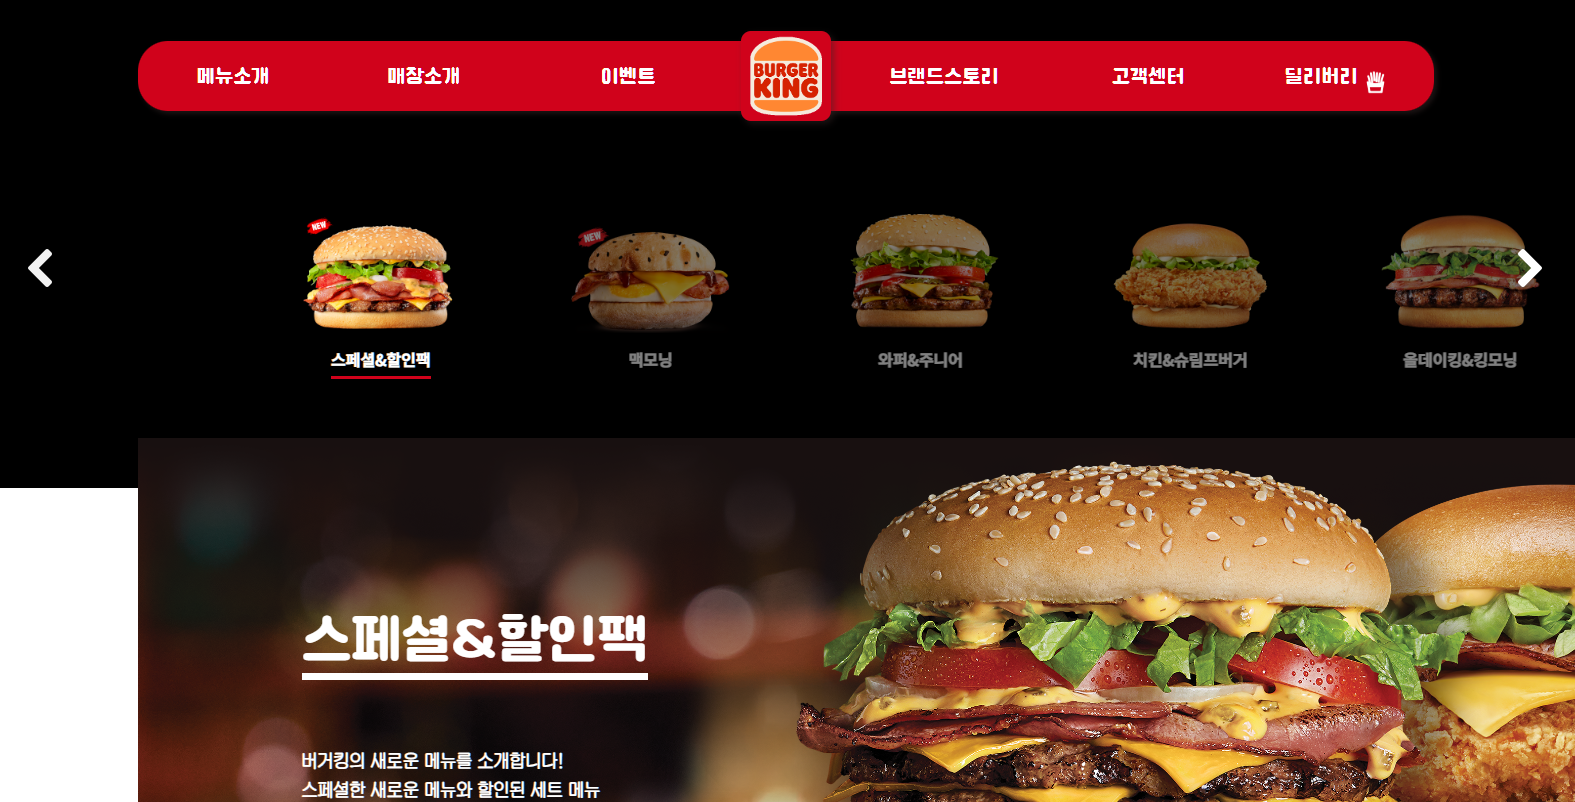 메뉴소개
매장소개
이벤트
BURGER
KING
브랜드스토리
고객센터
딜리버리
NEW
NEW
스페셜&할인팩
맥모닝
와퍼&주니어
치킨&슈림프버거
올데이킹&킹모닝
스페셜&할인팩
버거킹의 새로운 메뉴를 소개합니다!
스페셜한 새로운 메뉴와 할인된 세트 메뉴